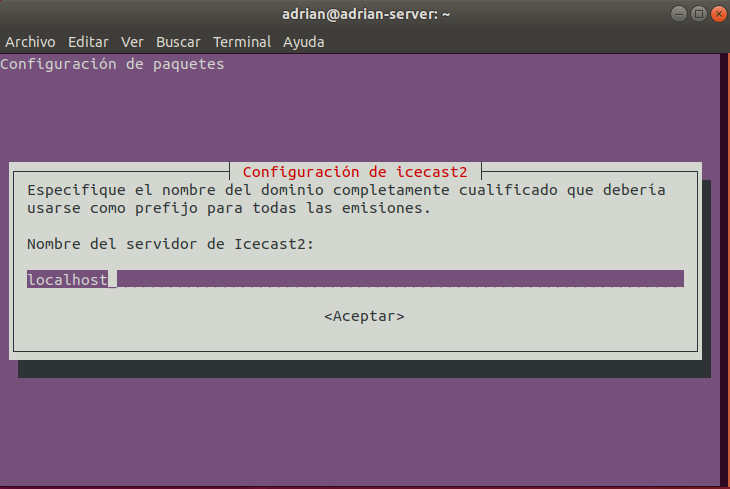 adrian@adrian-server: ~
Archivo Editar Ver Buscar Terminal Ayuda
Configuración de paquetes
Configuración de icecast2
Especifique el nombre del dominio completamente cualificado que debería
usarse como prefijo para todas las emisiones.
Nombre del servidor de Icecast2:
localhost
<Aceptar>